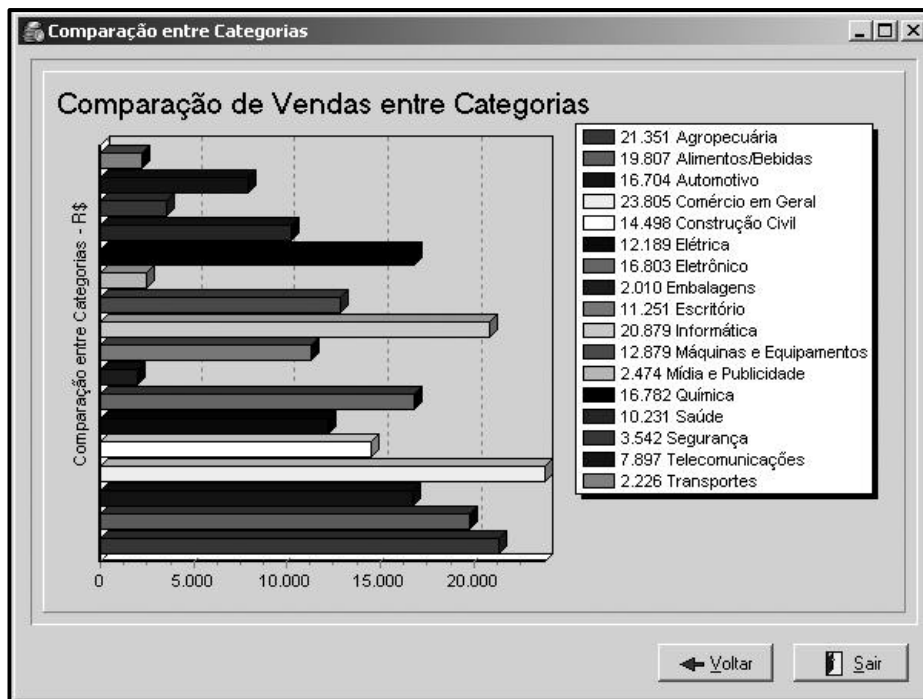 Comparação entre Categorias
Comparação de Vendas entre Categorias
Comparação entre Categorias - R$
21.351 Agropecuária
19.807 Alimentos/Bebidas
16.704 Automotivo
23.805 Comércio em Geral
14.498 Construção Civil
12.189 Elétrica
16.803 Eletrônico
2.010 Embalagens
11.251 Escritório
20.879 Informática
12.879 Máquinas e Equipamentos
2.474 Mídia e Publicidade
16.782 Química
10.231 Saúde
3.542 Segurança
7.897 Telecomunicações
2.226 Transportes
0 5.000 10.000 15.000 20.000
Voltar Sair